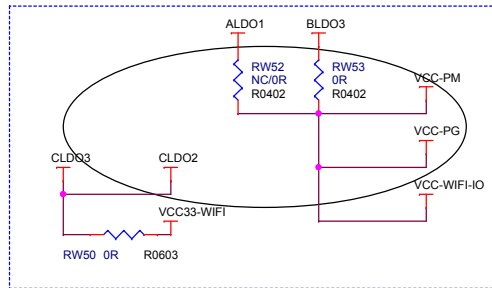 ALDO1 BLDO3
RW52 RW53
NC/0R 0R
R0402 R0402
VCC-PM
VCC-PG
CLDO3 CLDO2
VCC-WIFI-IO
VCC33-WIFI
RW50 0R R0603